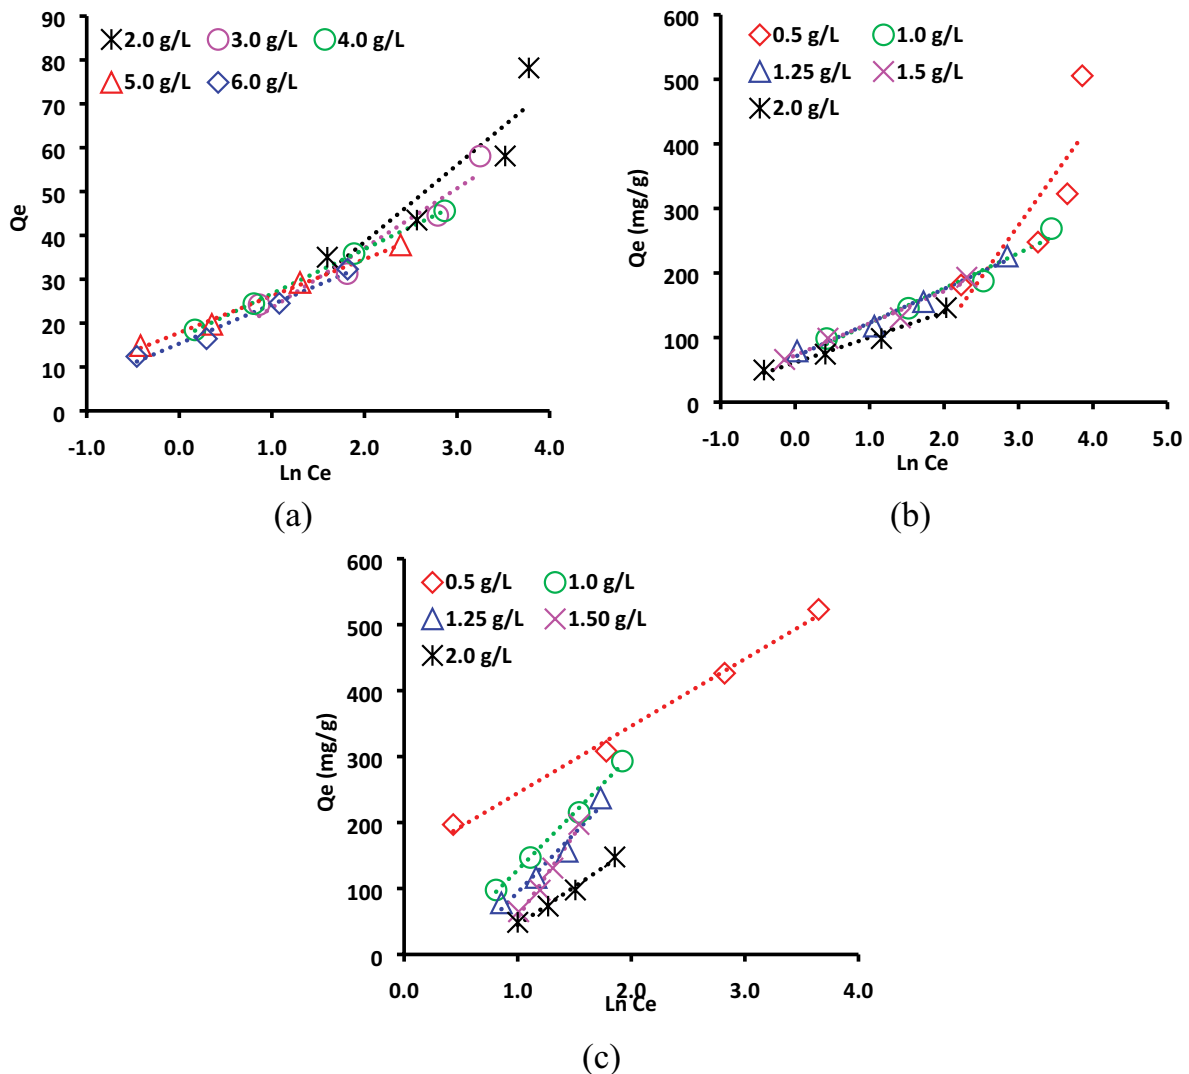 90
80
70
60
50
40
30
20
10
0
Qe
2.0 g/L 3.0 g/L 4.0 g/L
5.0 g/L 6.0 g/L
-1.0 0.0 1.0 2.0 3.0 4.0
Ln Ce
(a)
600
500
400
300
200
100
0
Qe (mg/g)
0.5 g/L 1.0 g/L
1.25 g/L 1.5 g/L
2.0 g/L
-1.0 0.0 1.0 2.0 3.0 4.0 5.0
Ln Ce
(b)
600
500
400
300
200
100
0
Qe (mg/g)
0.5 g/L 1.0 g/L
1.25 g/L 1.50 g/L
2.0 g/L
0.0 1.0 2.0 3.0 4.0
Ln Ce
(c)